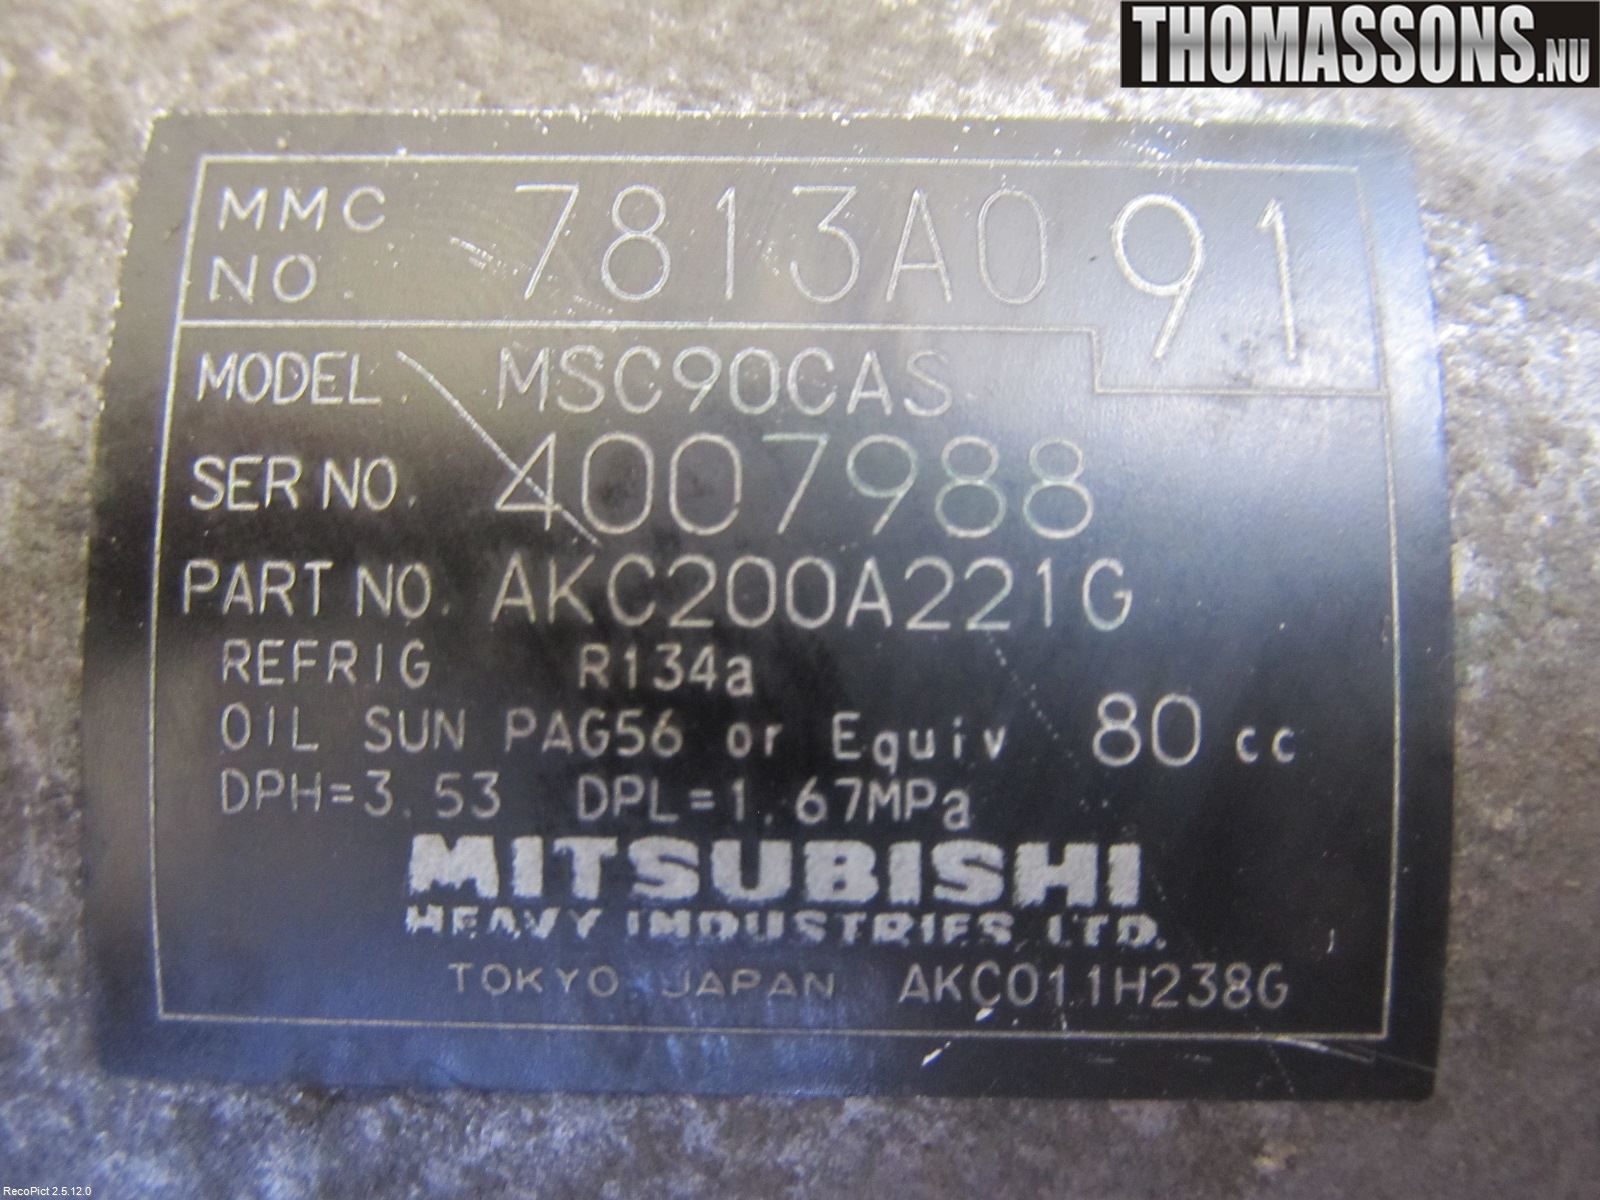 THOMASSONS.NU
MMC NO. 7813A091
MODEL. MSC90CAS
SER NO. 4007988
PART NO. AKC200A221G
REFRIG R134a
OIL SUN PAG56 or Equiv 80 cc
DPH=3.53 DPL=1.67MPa
MITSUBISHI
HEAVY INDUSTRIES, LTD.
TOKYO JAPAN AKC011H238G
RecoPict 2.5.12.0